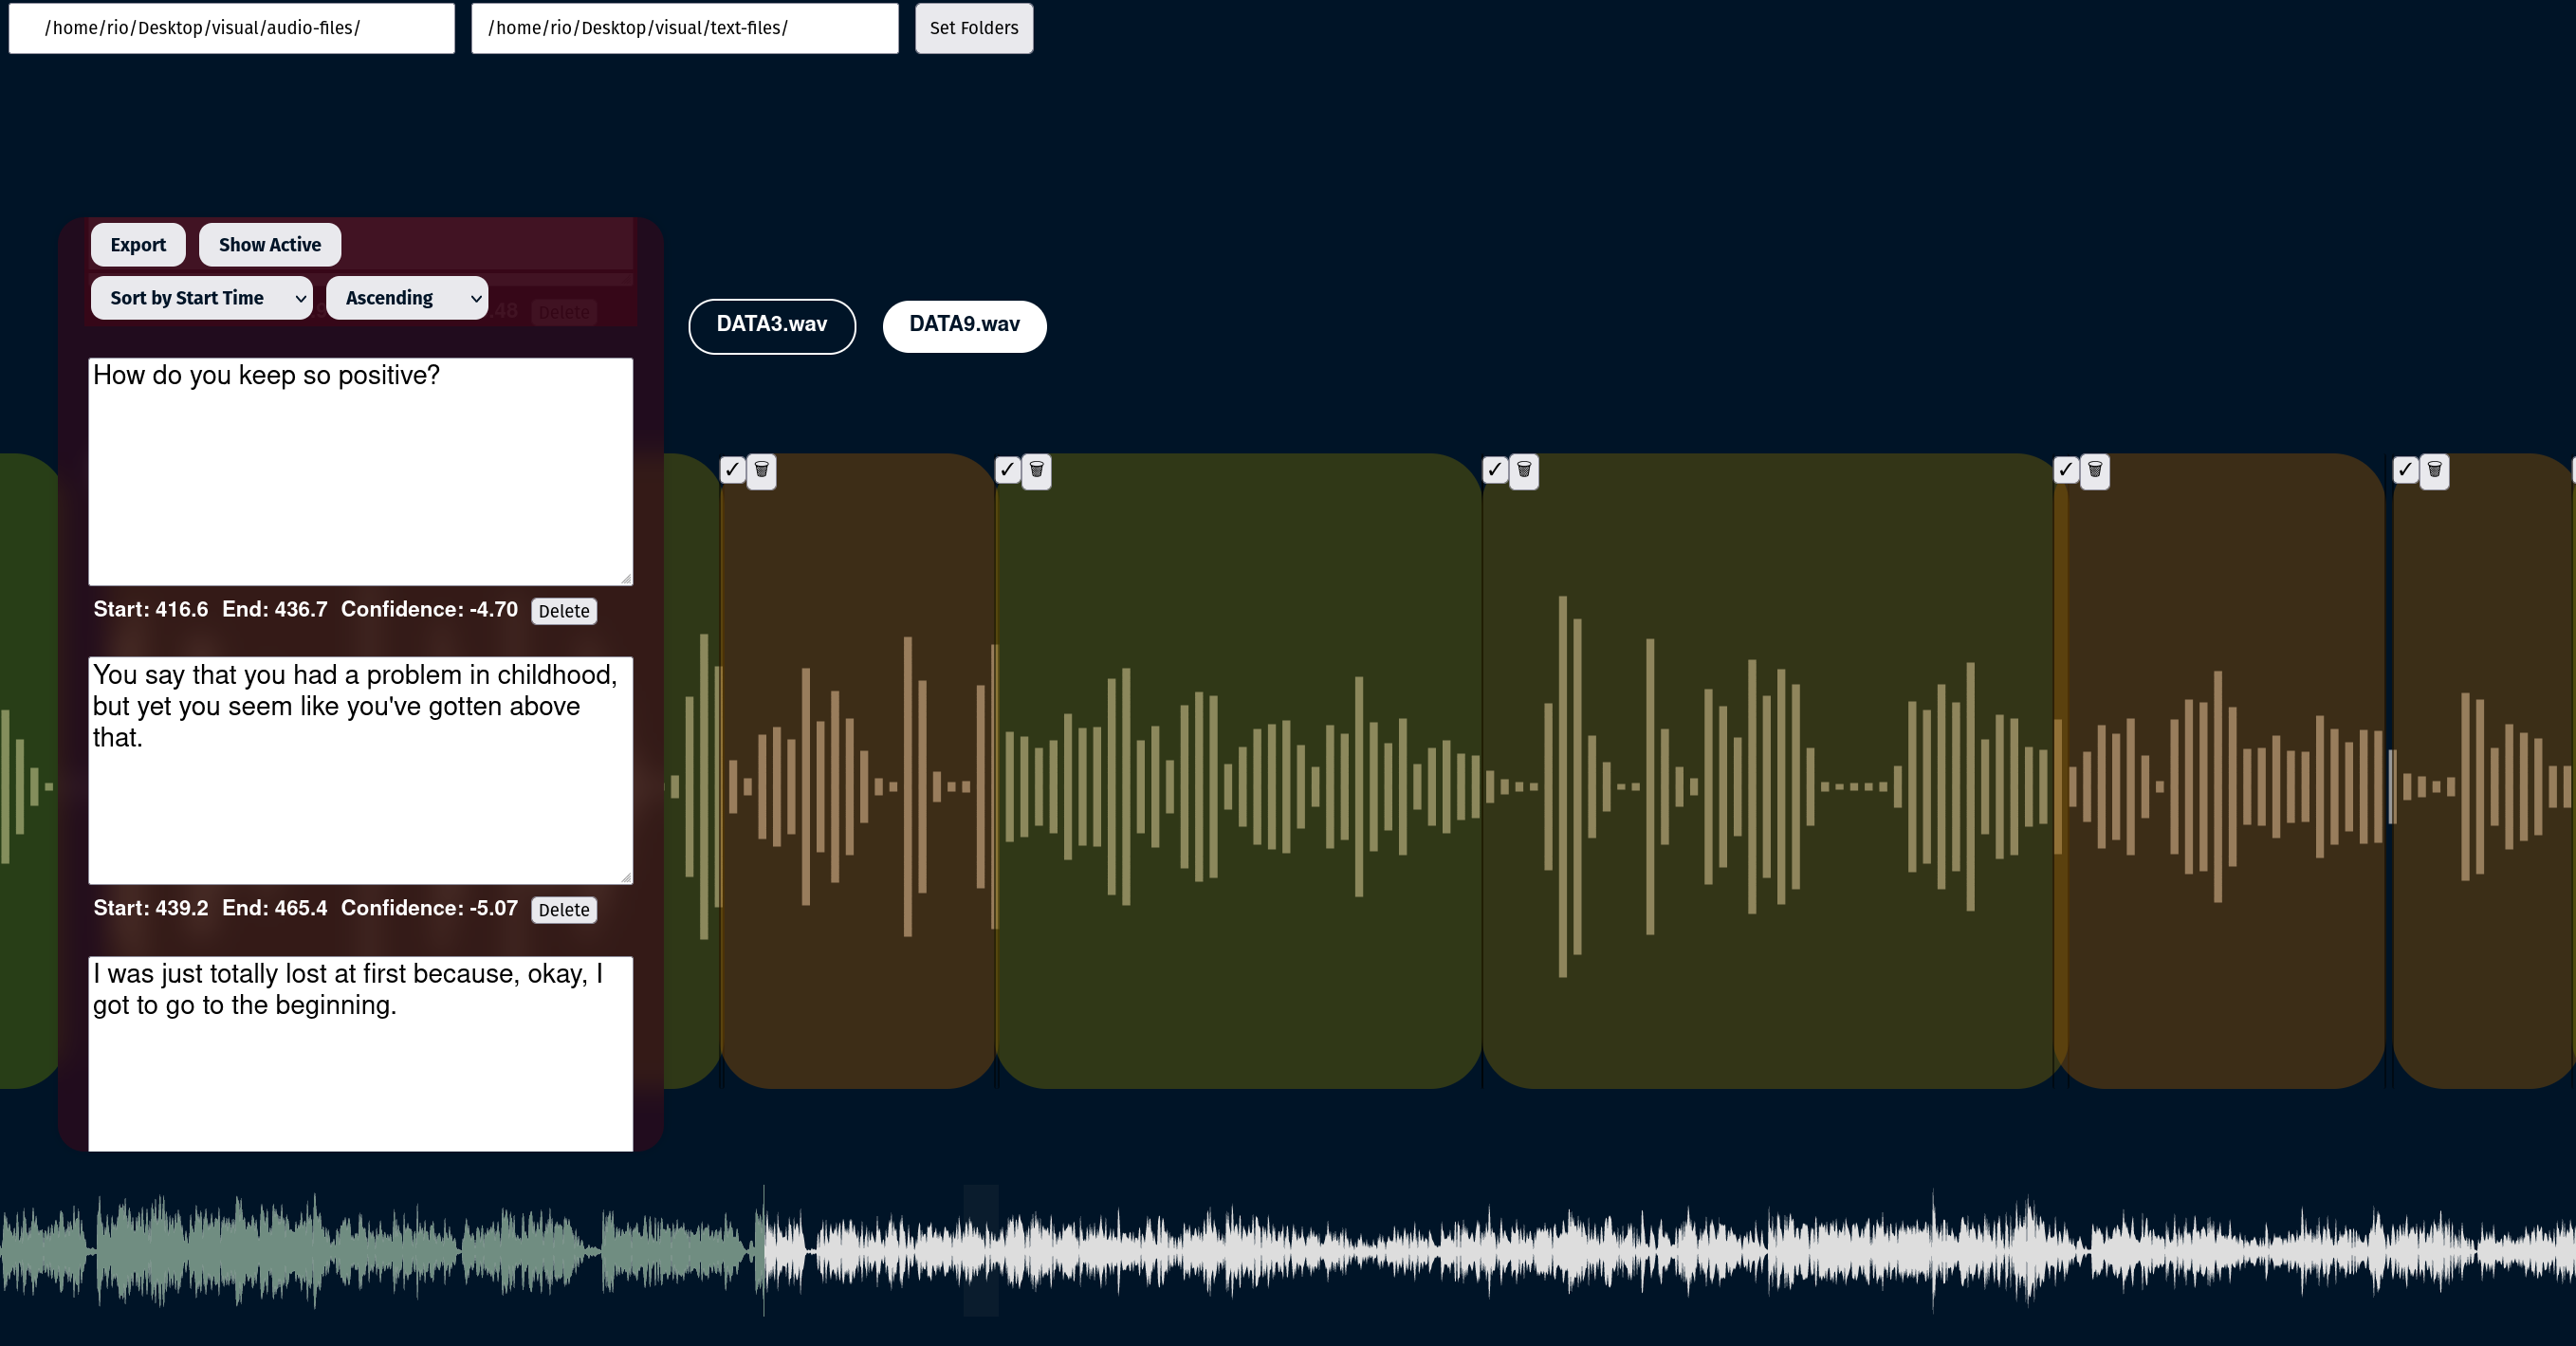 /home/rio/Desktop/visual/audio-files/
/home/rio/Desktop/visual/text-files/
Set Folders
Export
Show Active
Sort by Start Time
Ascending
.48
Delete
DATA3.wav
DATA9.wav
How do you keep so positive?
Start: 416.6 End: 436.7 Confidence: -4.70
Delete
You say that you had a problem in childhood,
but yet you seem like you've gotten above
that.
Start: 439.2 End: 465.4 Confidence: -5.07
Delete
I was just totally lost at first because, okay, I
got to go to the beginning.